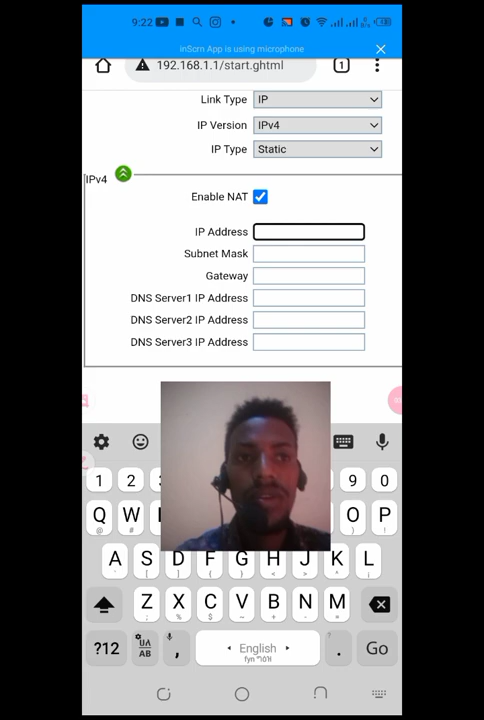 9:22
InScrn App is using microphone
192.168.1.1/start.ghtml
1
Link Type IP
IP Version IPv4
IP Type Static
IPv4
Enable NAT
IP Address
Subnet Mask
Gateway
DNS Server1 IP Address
DNS Server2 IP Address
DNS Server3 IP Address
1 2 9 0
Q W O P
@ # ) !
A S D F G H J K L
Z X C V B N M
?12 AB , English . Go